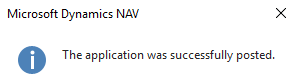 Microsoft Dynamics NAV
The application was successfully posted.